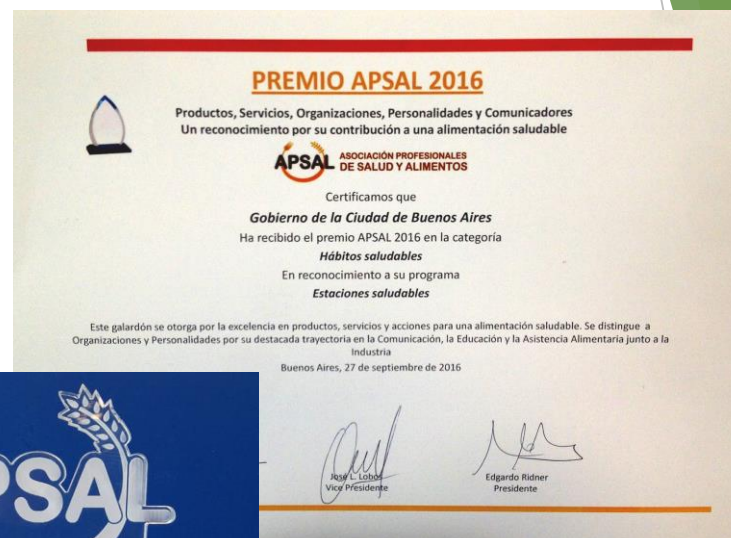 PREMIO APSAL 2016
Productos, Servicios, Organizaciones, Personalidades y Comunicadores
Un reconocimiento por su contribución a una alimentación saludable
APSAL ASOCIACIÓN PROFESIONALES
DE SALUD Y ALIMENTOS
Certificamos que
Gobierno de la Ciudad de Buenos Aires
Ha recibido el premio APSAL 2016 en la categoría
Hábitos saludables
En reconocimiento a su programa
Estaciones saludables
Este galardón se otorga por la excelencia en productos, servicios y acciones para una alimentación saludable. Se distingue a
Organizaciones y Personalidades por su destacada trayectoria en la Comunicación, la Educación y la Asistencia Alimentaria junto a la
Industria
Buenos Aires, 27 de septiembre de 2016
José L. Lobos
Vice Presidente
Edgardo Ridner
Presidente
PSAL